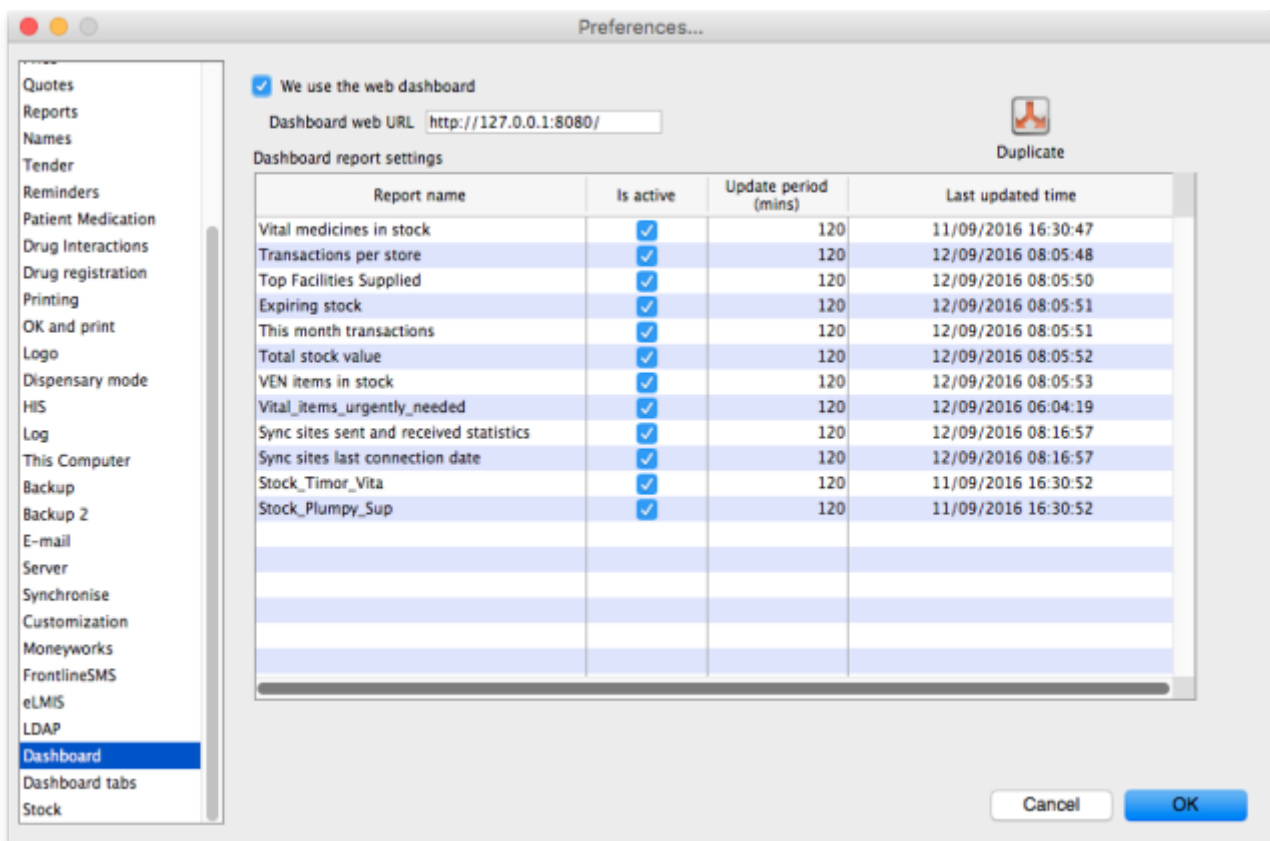 Preferences...
Quotes
Reports
Names
Tender
Reminders
Patient Medication
Drug Interactions
Drug registration
Printing
OK and print
Logo
Dispensary mode
HIS
Log
This Computer
Backup
Backup 2
E-mail
Server
Synchronise
Customization
Moneyworks
FrontlineSMS
eLMIS
LDAP
Dashboard
Dashboard tabs
Stock
We use the web dashboard
Dashboard web URL http://127.0.0.1:8080/
Duplicate
Dashboard report settings
Report name Is active Update period (mins) Last updated time
Vital medicines in stock 120 11/09/2016 16:30:47
Transactions per store 120 12/09/2016 08:05:48
Top Facilities Supplied 120 12/09/2016 08:05:50
Expiring stock 120 12/09/2016 08:05:51
This month transactions 120 12/09/2016 08:05:51
Total stock value 120 12/09/2016 08:05:52
VEN items in stock 120 12/09/2016 08:05:53
Vital_items_urgently_needed 120 12/09/2016 06:04:19
Sync sites sent and received statistics 120 12/09/2016 08:16:57
Sync sites last connection date 120 12/09/2016 08:16:57
Stock_Timor_Vita 120 11/09/2016 16:30:52
Stock_Plumpy_Sup 120 11/09/2016 16:30:52
Cancel OK